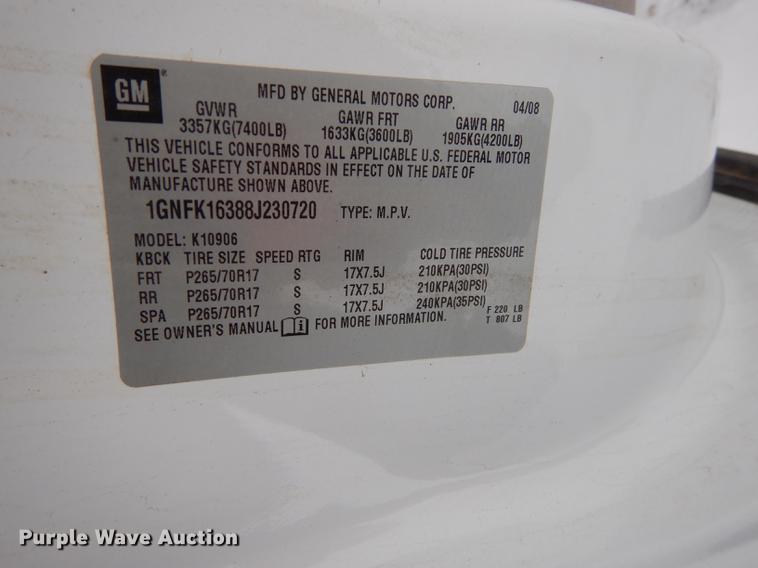 GM
MFD BY GENERAL MOTORS CORP. 04/08
GVWR GAWR FRT GAWR RR
3357KG(7400LB) 1633KG(3600LB) 1905KG(4200LB)
THIS VEHICLE CONFORMS TO ALL APPLICABLE U.S. FEDERAL MOTOR
VEHICLE SAFETY STANDARDS IN EFFECT ON THE DATE OF
MANUFACTURE SHOWN ABOVE.
1GNFK16388J230720 TYPE: M.P.V.
MODEL: K10906
KBCK TIRE SIZE SPEED RTG RIM COLD TIRE PRESSURE
FRT P265/70R17 S 17X7.5J 210KPA(30PSI)
RR P265/70R17 S 17X7.5J 210KPA(30PSI)
SPA P265/70R17 S 17X7.5J 240KPA(35PSI)
F 220 LB
T 807 LB
SEE OWNER'S MANUAL i FOR MORE INFORMATION.
Purple Wave Auction